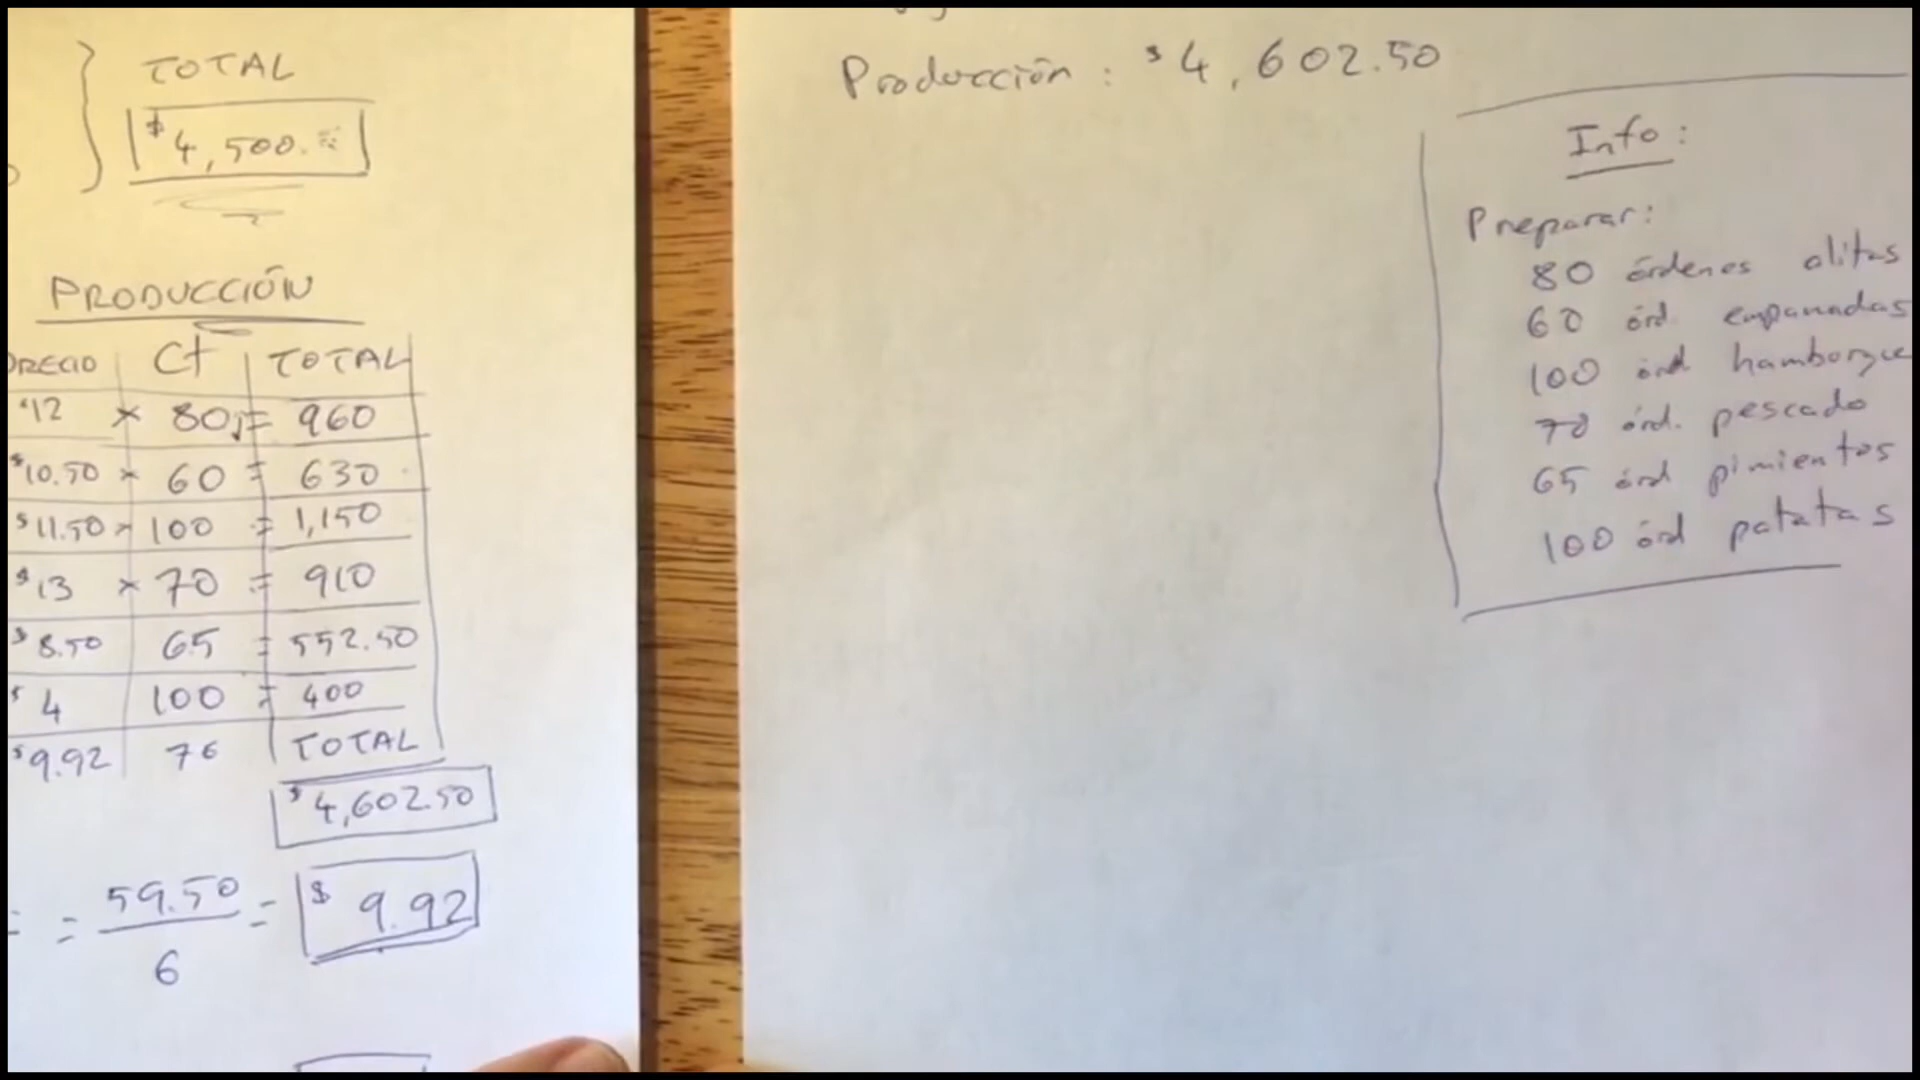 TOTAL
$4,500.
PRODUCCIÓN
PRECIO Ct TOTAL
$12 × 80 = 960
$10.50 × 60 = 630
$11.50 × 100 = 1,150
$13 × 70 = 910
$8.50 65 = 552.50
$4 100 = 400
$9.92 76 TOTAL
$4,602.50
= = 59.50 = $9.92
6
Producción : $4,602.50
Info :
Preparar:
80 órdenes alitas
60 órd. empanadas
100 órd hamborgue
70 órd. pescado
65 órd pimientos
100 órd patatas